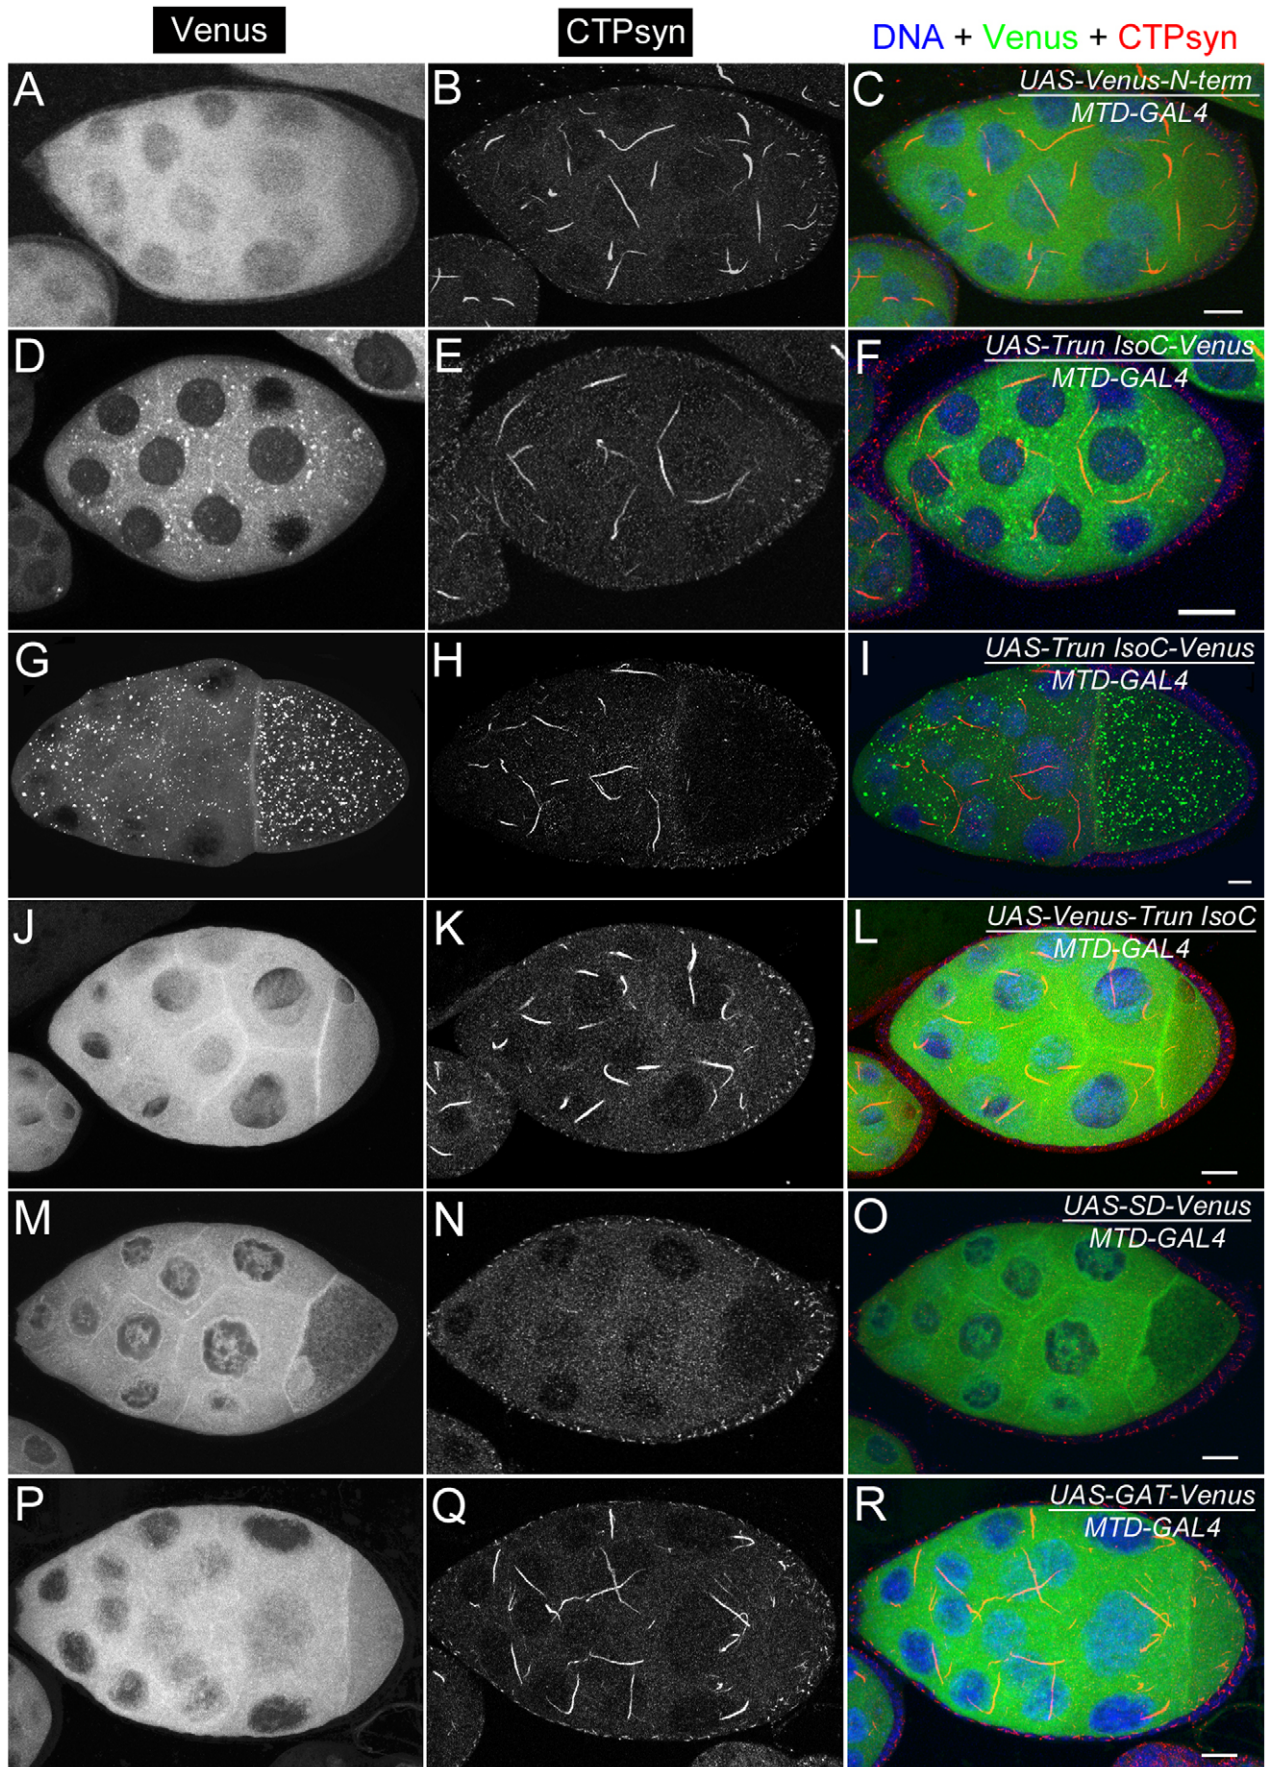 Venus
CTPsyn
DNA + Venus + CTPsyn
A
B
C
UAS-Venus-N-term
MTD-GAL4
D
E
F
UAS-Trun IsoC-Venus
MTD-GAL4
G
H
I
UAS-Trun IsoC-Venus
MTD-GAL4
J
K
L
UAS-Venus-Trun IsoC
MTD-GAL4
M
N
O
UAS-SD-Venus
MTD-GAL4
P
Q
R
UAS-GAT-Venus
MTD-GAL4